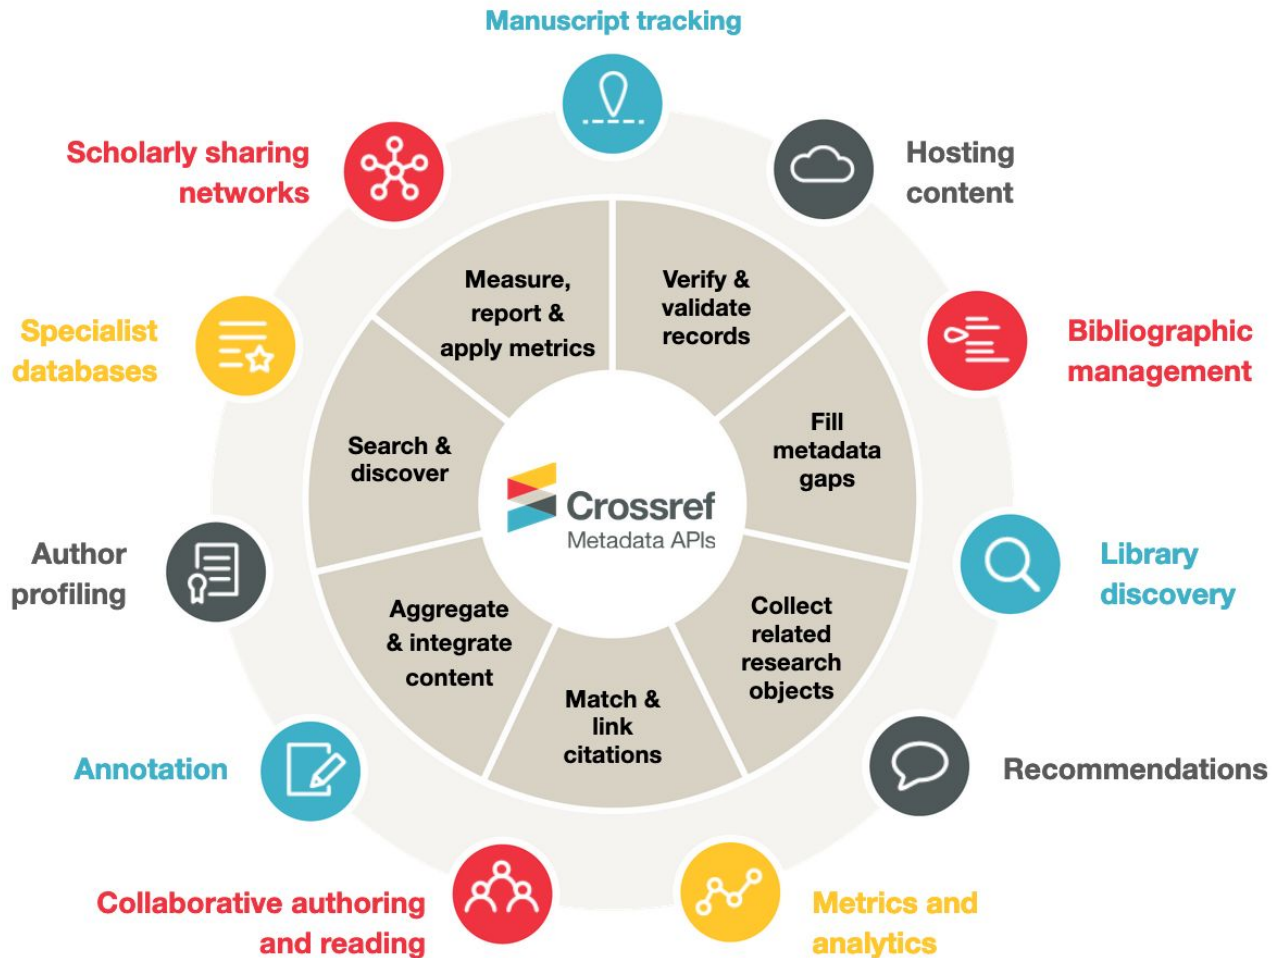 Manuscript tracking
Hosting
content
Bibliographic
management
Library
discovery
Recommendations
Metrics and
analytics
Collaborative authoring
and reading
Annotation
Author
profiling
Specialist
databases
Scholarly sharing
networks
Verify &
validate
records
Fill
metadata
gaps
Collect
related
research
objects
Match &
link
citations
Aggregate
& integrate
content
Search &
discover
Measure,
report &
apply metrics
Crossref
Metadata APIs